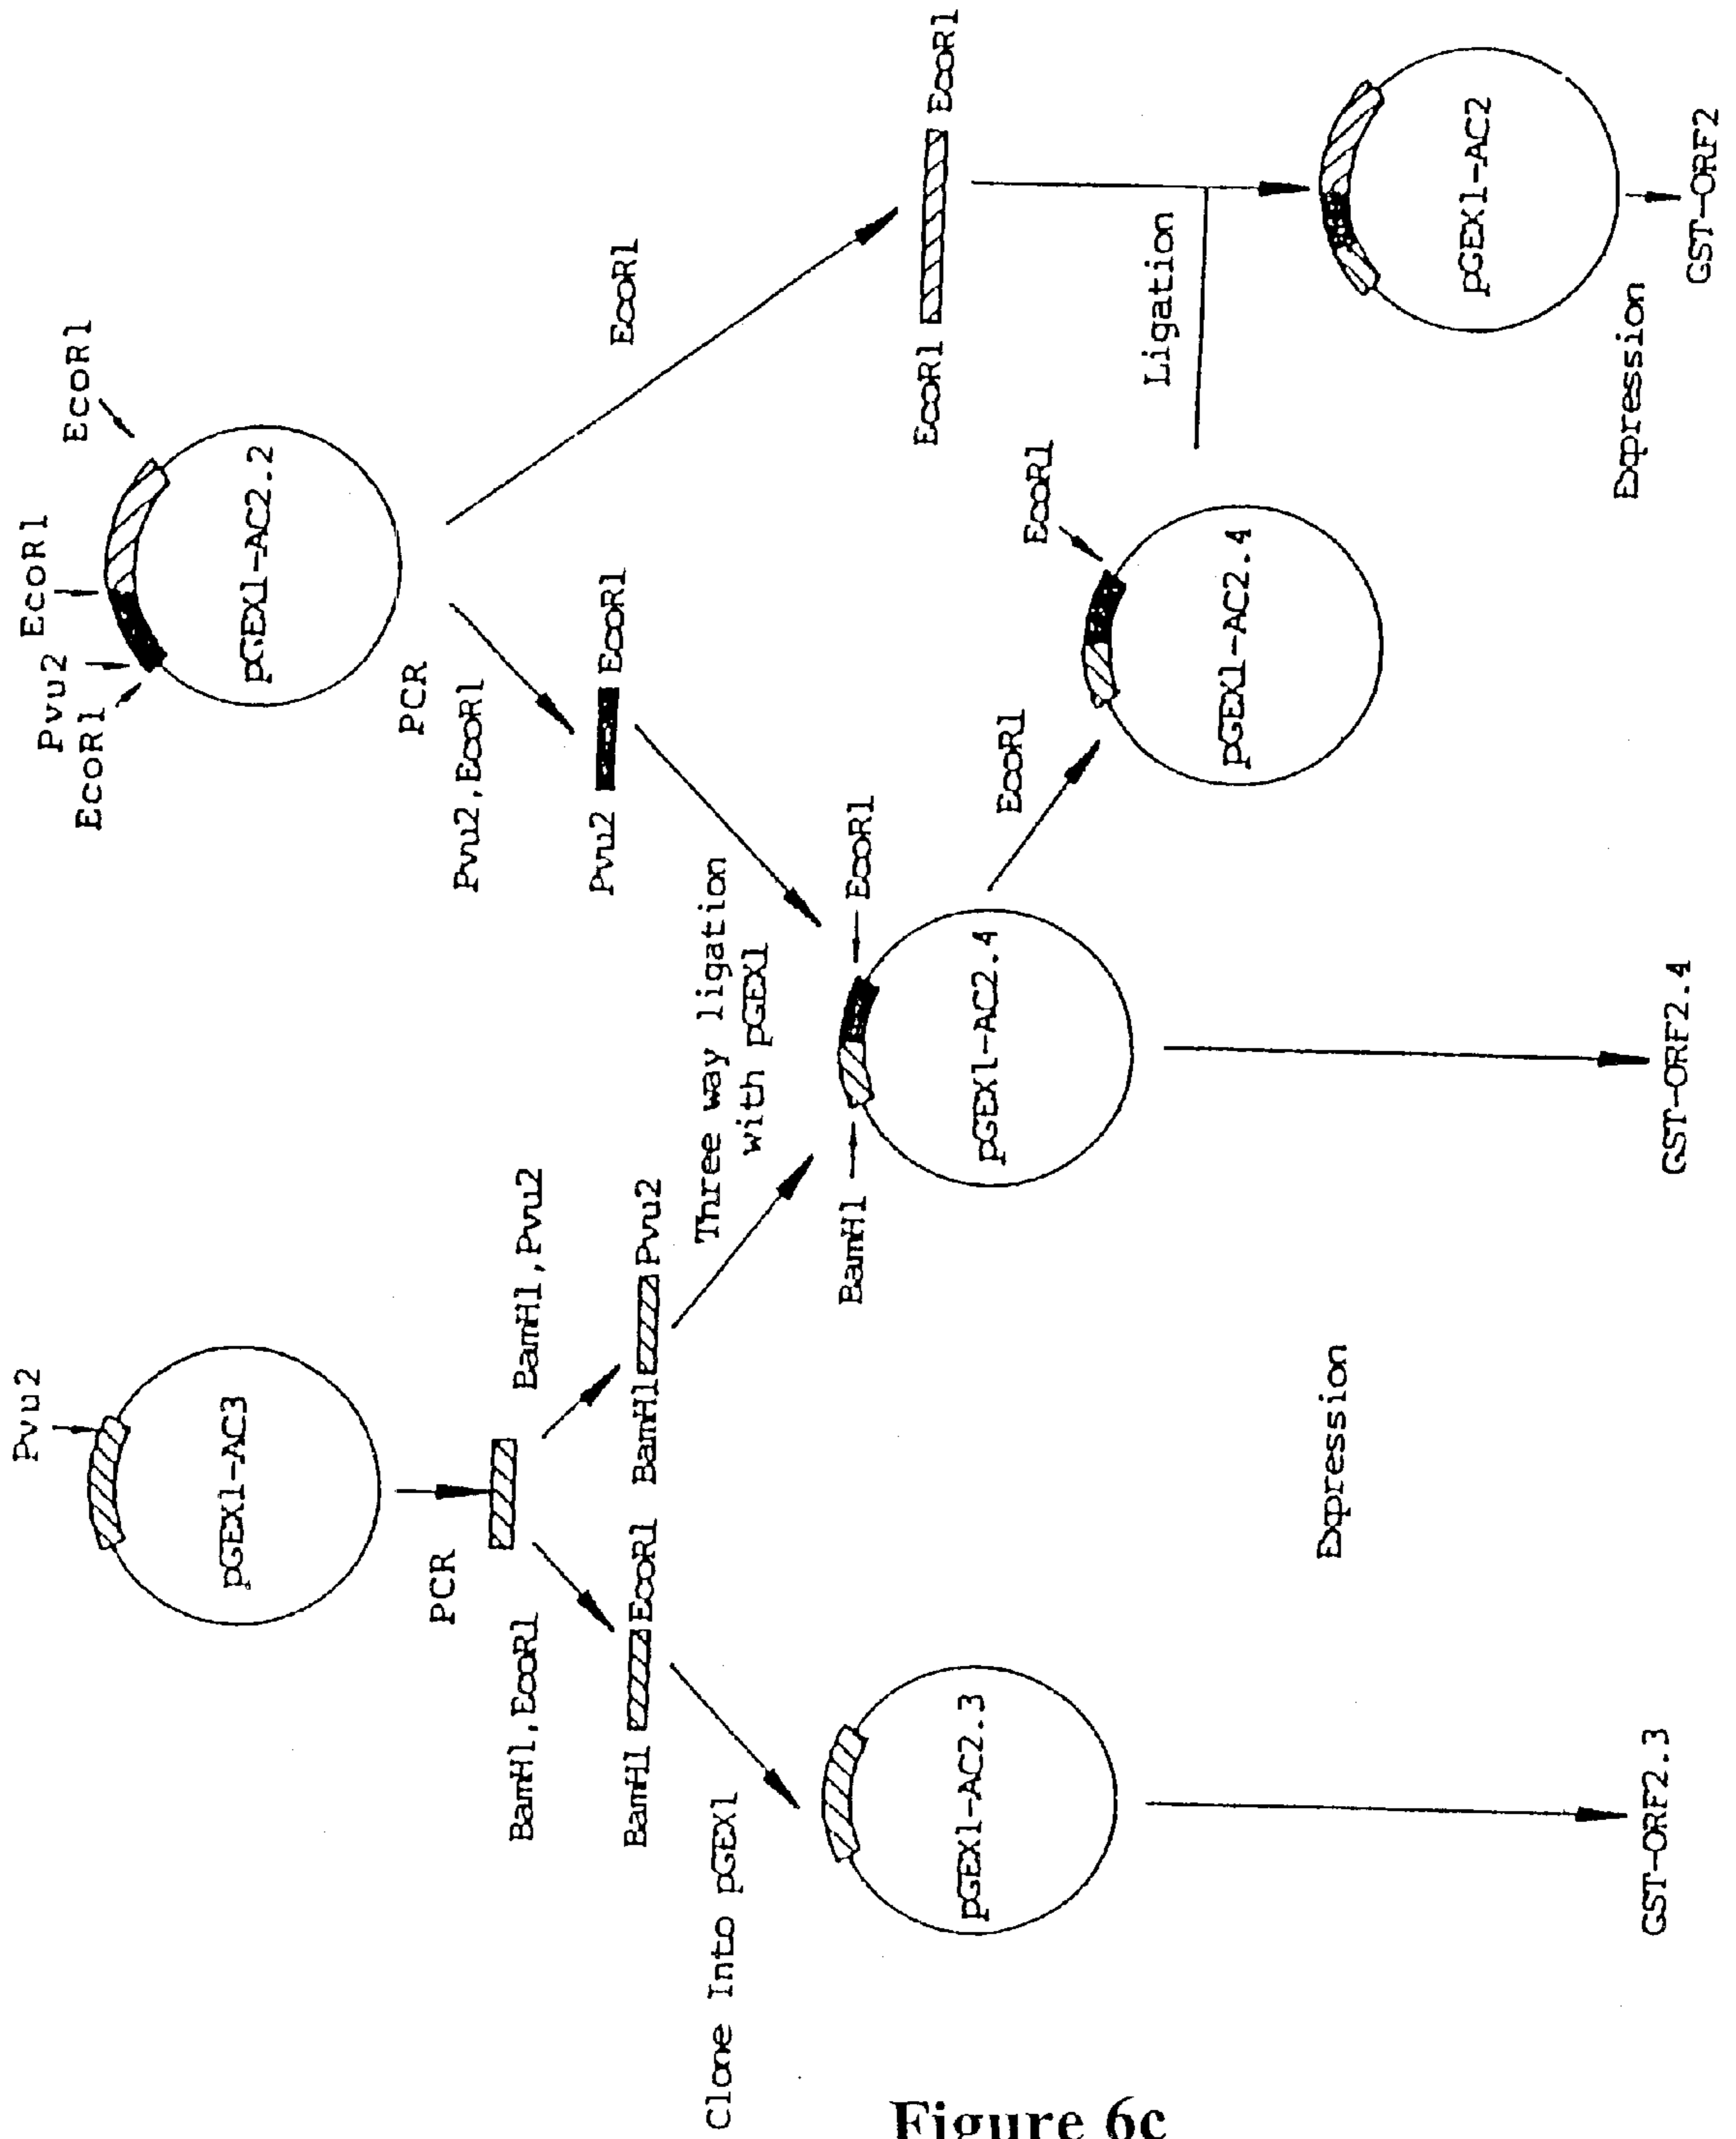 Pvu2
pGEX1-AC3
PCR
BamH1,EcoR1
BamH1,Pvu2
BamH1
EcoR1
BamH1
Pvu2
Clone Into pGEX1
Three way ligation
with pGEX1
pGEX1-AC2.3
GST-ORF2.3
EcoR1
Pvu2
EcoR1
EcoR1
pGEX1-AC2.2
PCR
Pvu2,EcoR1
EcoR1
Pvu2
EcoR1
BamH1
EcoR1
pGEX1-AC2.4
GST-ORF2.4
Expression
EcoR1
EcoR1
pGEX1-AC2.4
EcoR1
EcoR1
Ligation
pGEX1-AC2
Expression
GST-ORF2
Figure 6c